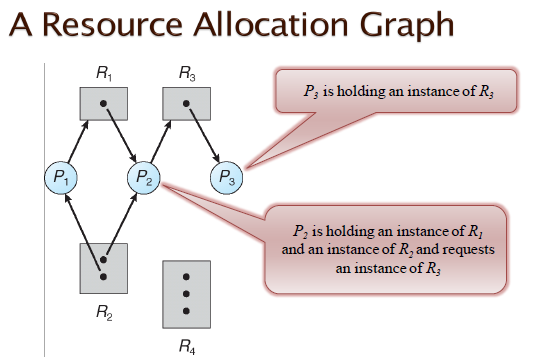 A Resource Allocation Graph
R1
R3
P3 is holding an instance of R3
P1
P2
P3
P2 is holding an instance of R1
and an instance of R2 and requests
an instance of R3
R2
R4